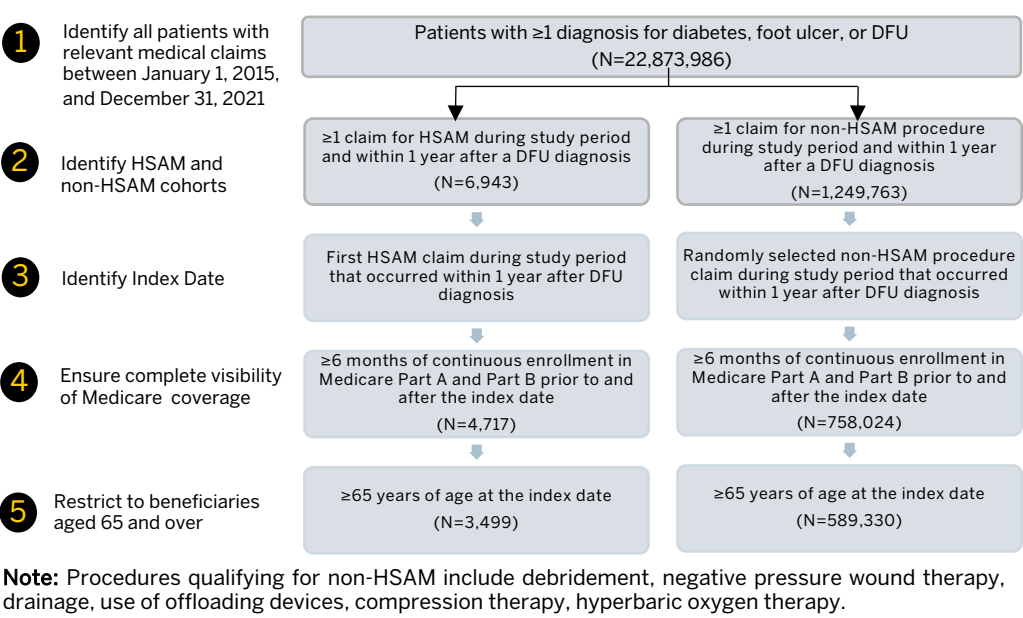 1
Identify all patients with
relevant medical claims
between January 1, 2015,
and December 31, 2021
Patients with ≥1 diagnosis for diabetes, foot ulcer, or DFU
(N=22,873,986)
2
Identify HSAM and
non-HSAM cohorts
≥1 claim for HSAM during study period
and within 1 year after a DFU diagnosis
(N=6,943)
≥1 claim for non-HSAM procedure
during study period and within 1 year
after a DFU diagnosis
(N=1,249,763)
3
Identify Index Date
First HSAM claim during study period
that occurred within 1 year after DFU
diagnosis
Randomly selected non-HSAM procedure
claim during study period that occurred
within 1 year after DFU diagnosis
4
Ensure complete visibility
of Medicare coverage
≥6 months of continuous enrollment in
Medicare Part A and Part B prior to and
after the index date
(N=4,717)
≥6 months of continuous enrollment in
Medicare Part A and Part B prior to and
after the index date
(N=758,024)
5
Restrict to beneficiaries
aged 65 and over
≥65 years of age at the index date
(N=3,499)
≥65 years of age at the index date
(N=589,330)
Note: Procedures qualifying for non-HSAM include debridement, negative pressure wound therapy,
drainage, use of offloading devices, compression therapy, hyperbaric oxygen therapy.